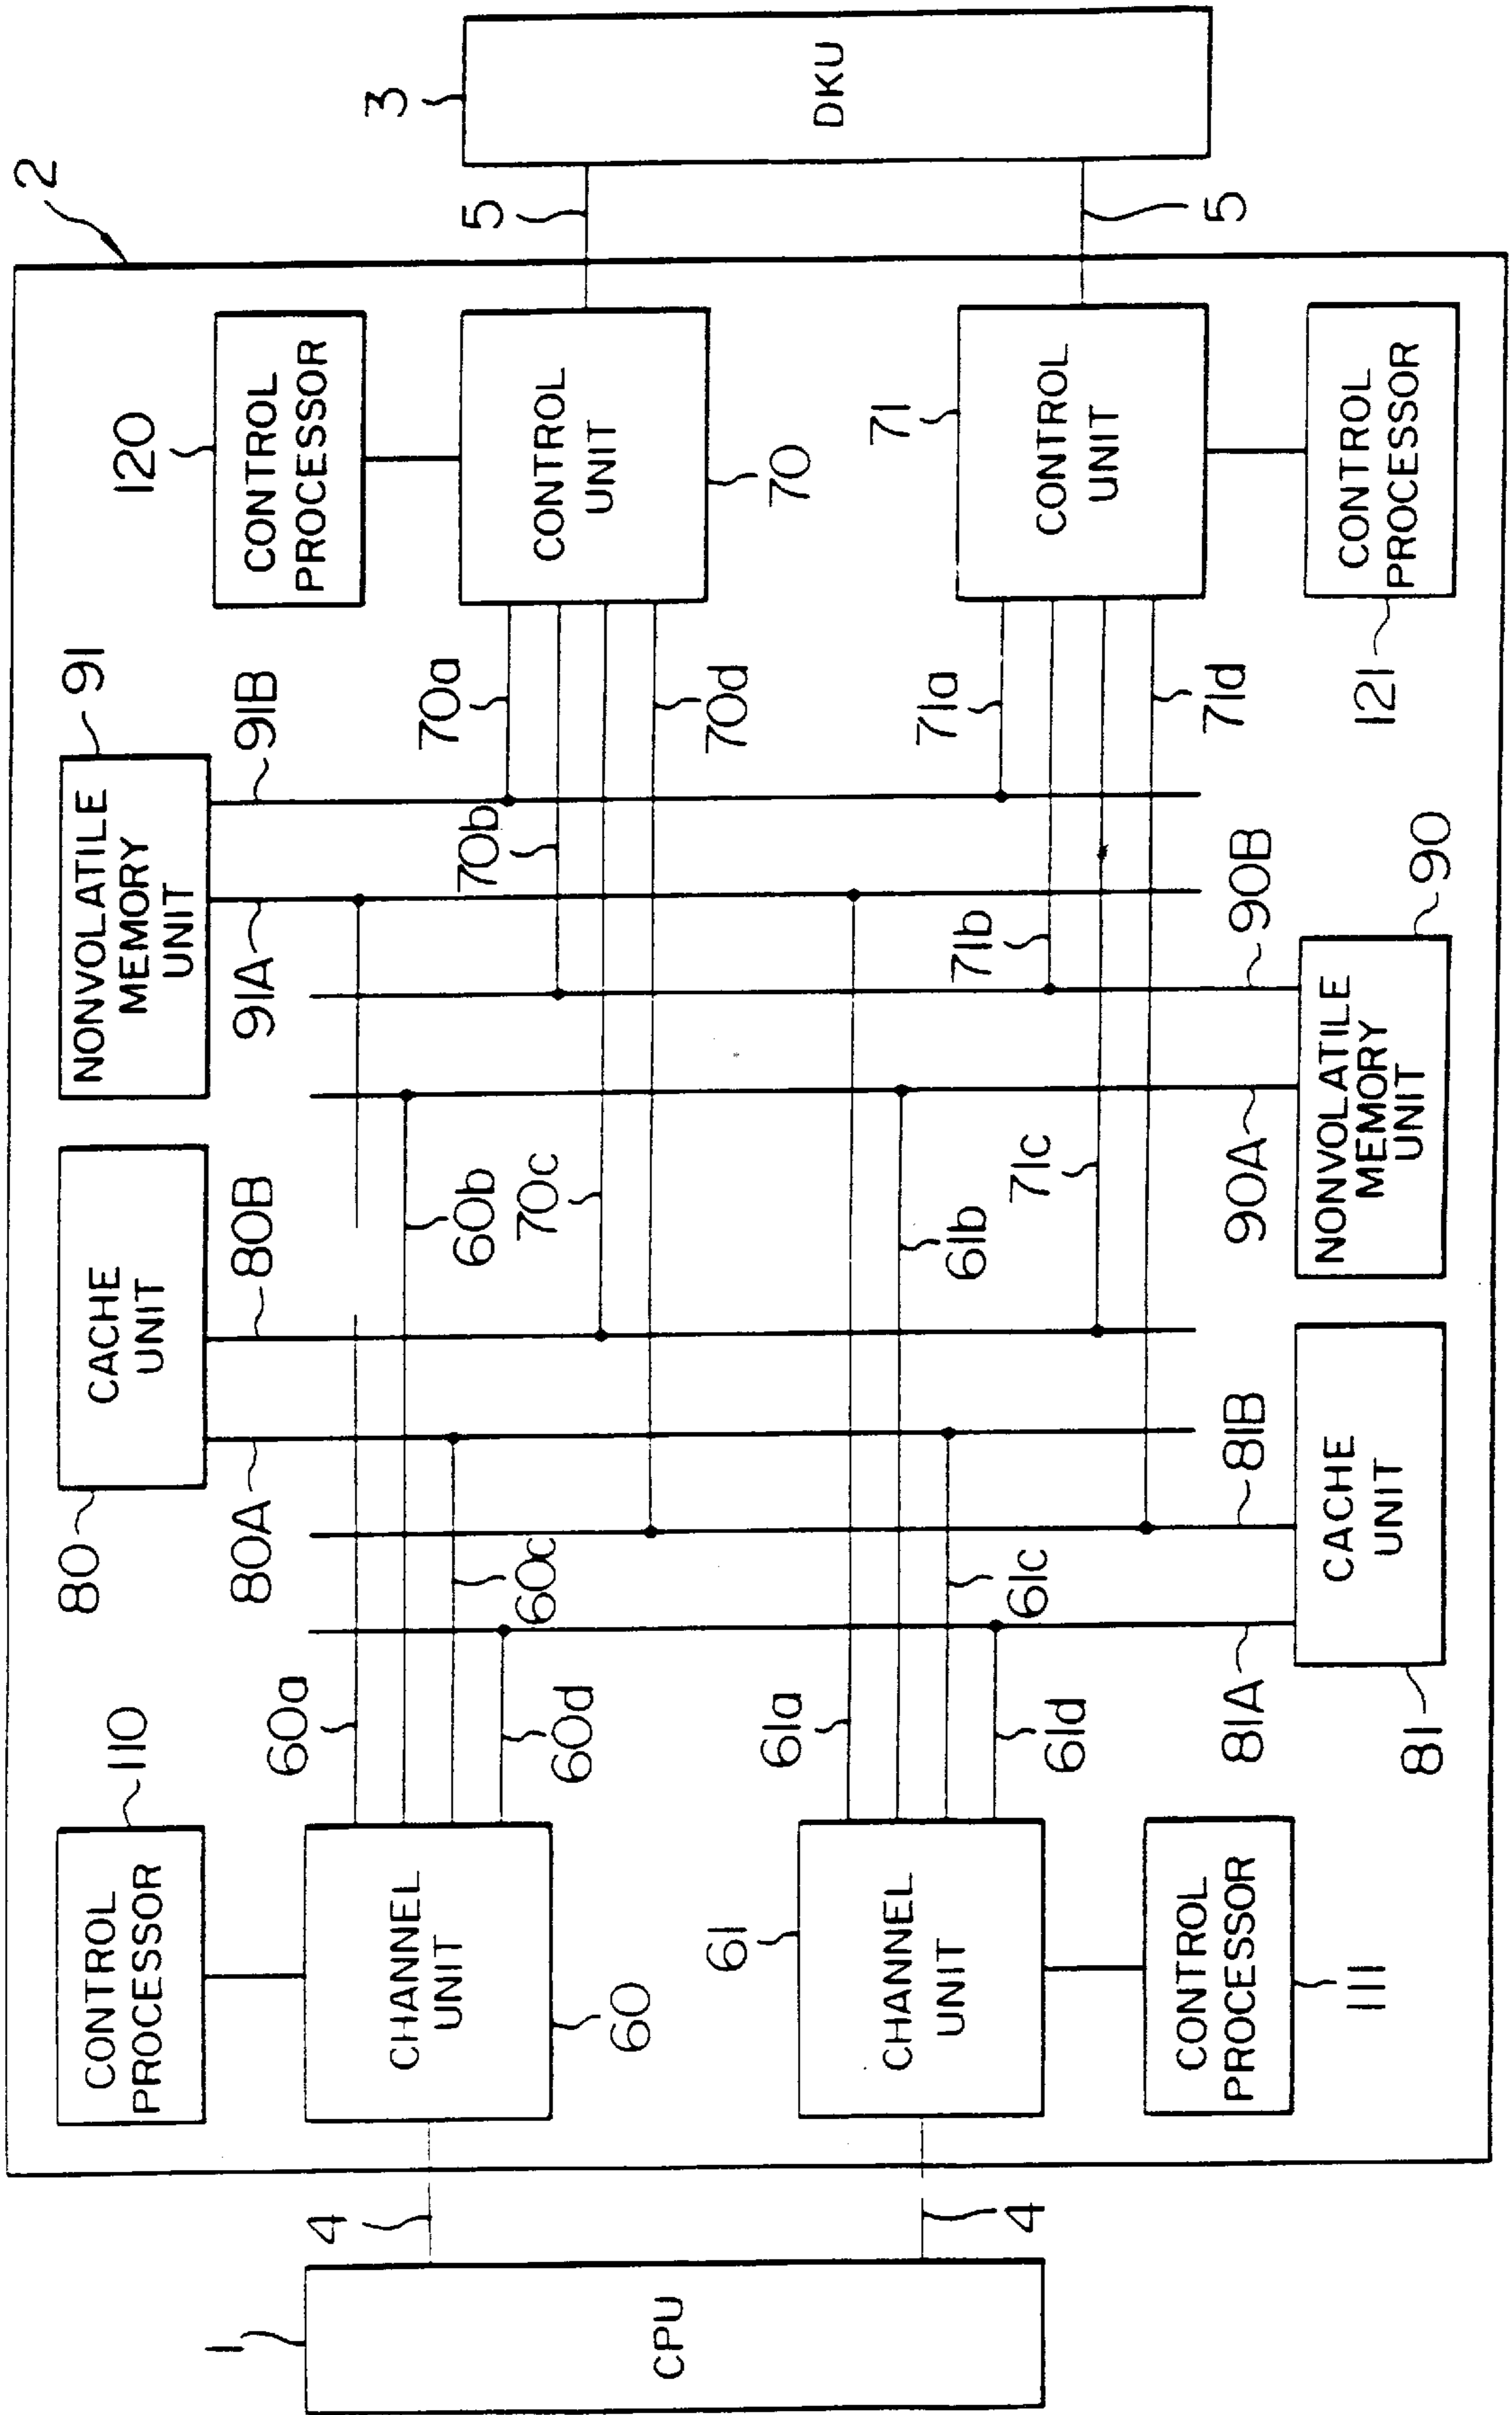 2
3
DKU
5
5
120
CONTROL
PROCESSOR
CONTROL
UNIT
70
71
CONTROL
UNIT
CONTROL
PROCESSOR
121
91
NONVOLATILE
MEMORY
UNIT
91B
91A
70a
70b
70c
70d
71a
71b
71c
71d
90B
90A
90
NONVOLATILE
MEMORY
UNIT
80
CACHE
UNIT
80B
80A
81B
81A
81
CACHE
UNIT
60a
60b
60c
60d
61a
61b
61c
61d
110
CONTROL
PROCESSOR
CHANNEL
UNIT
60
61
CHANNEL
UNIT
CONTROL
PROCESSOR
111
4
4
1
CPU